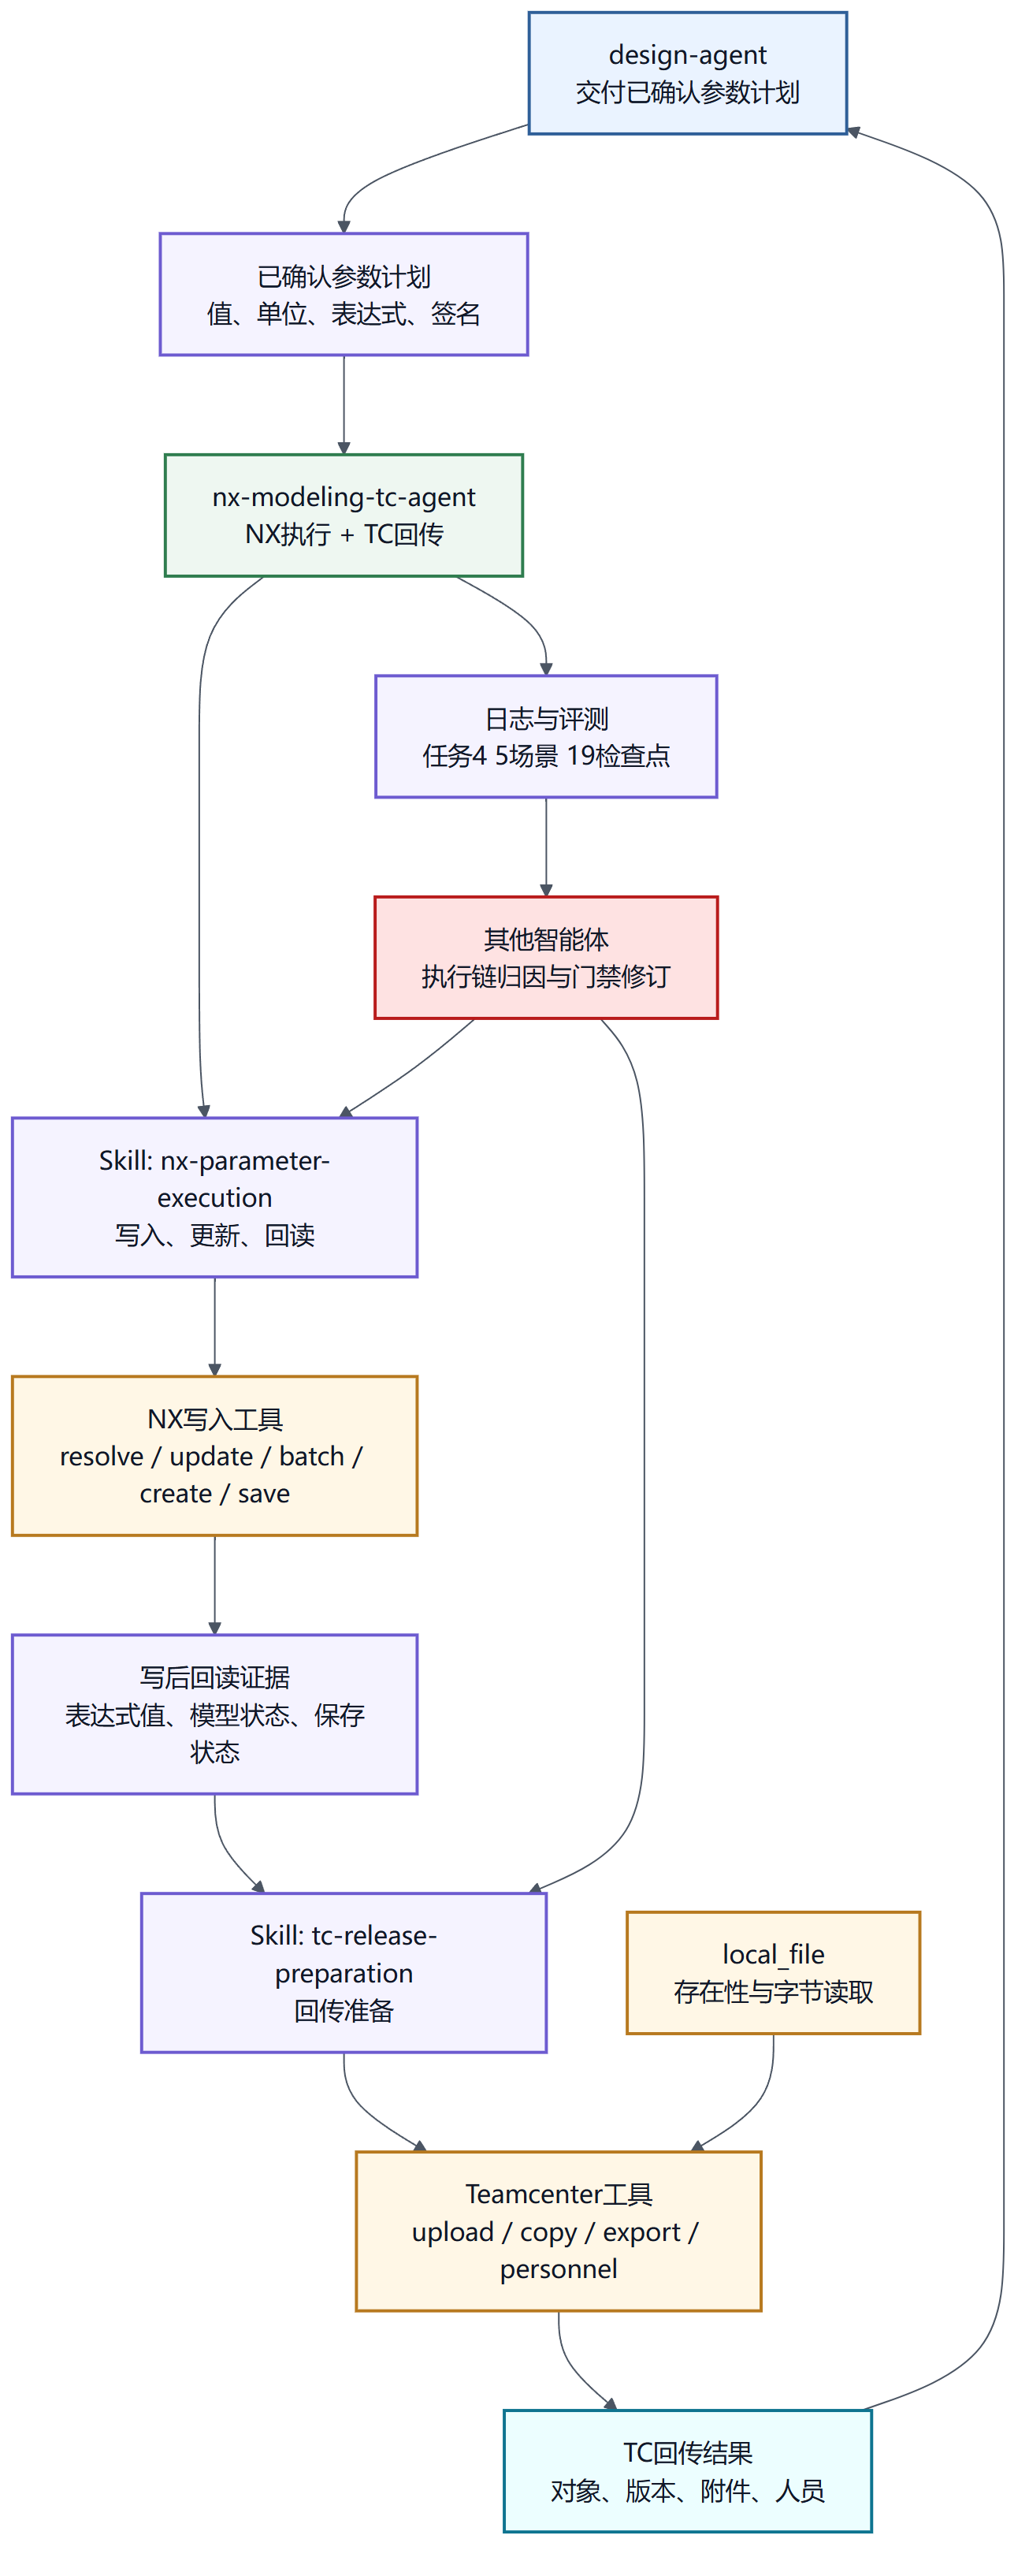 design-agent
交付已确认参数计划
已确认参数计划
值、单位、表达式、签名
nx-modeling-tc-agent
NX执行 + TC回传
日志与评测
任务4 5场景 19检查点
其他智能体
执行链归因与门禁修订
Skill: nx-parameter-
execution
写入、更新、回读
NX写入工具
resolve / update / batch /
create / save
写后回读证据
表达式值、模型状态、保存
状态
Skill: tc-release-
preparation
回传准备
local_file
存在性与字节读取
Teamcenter工具
upload / copy / export /
personnel
TC回传结果
对象、版本、附件、人员